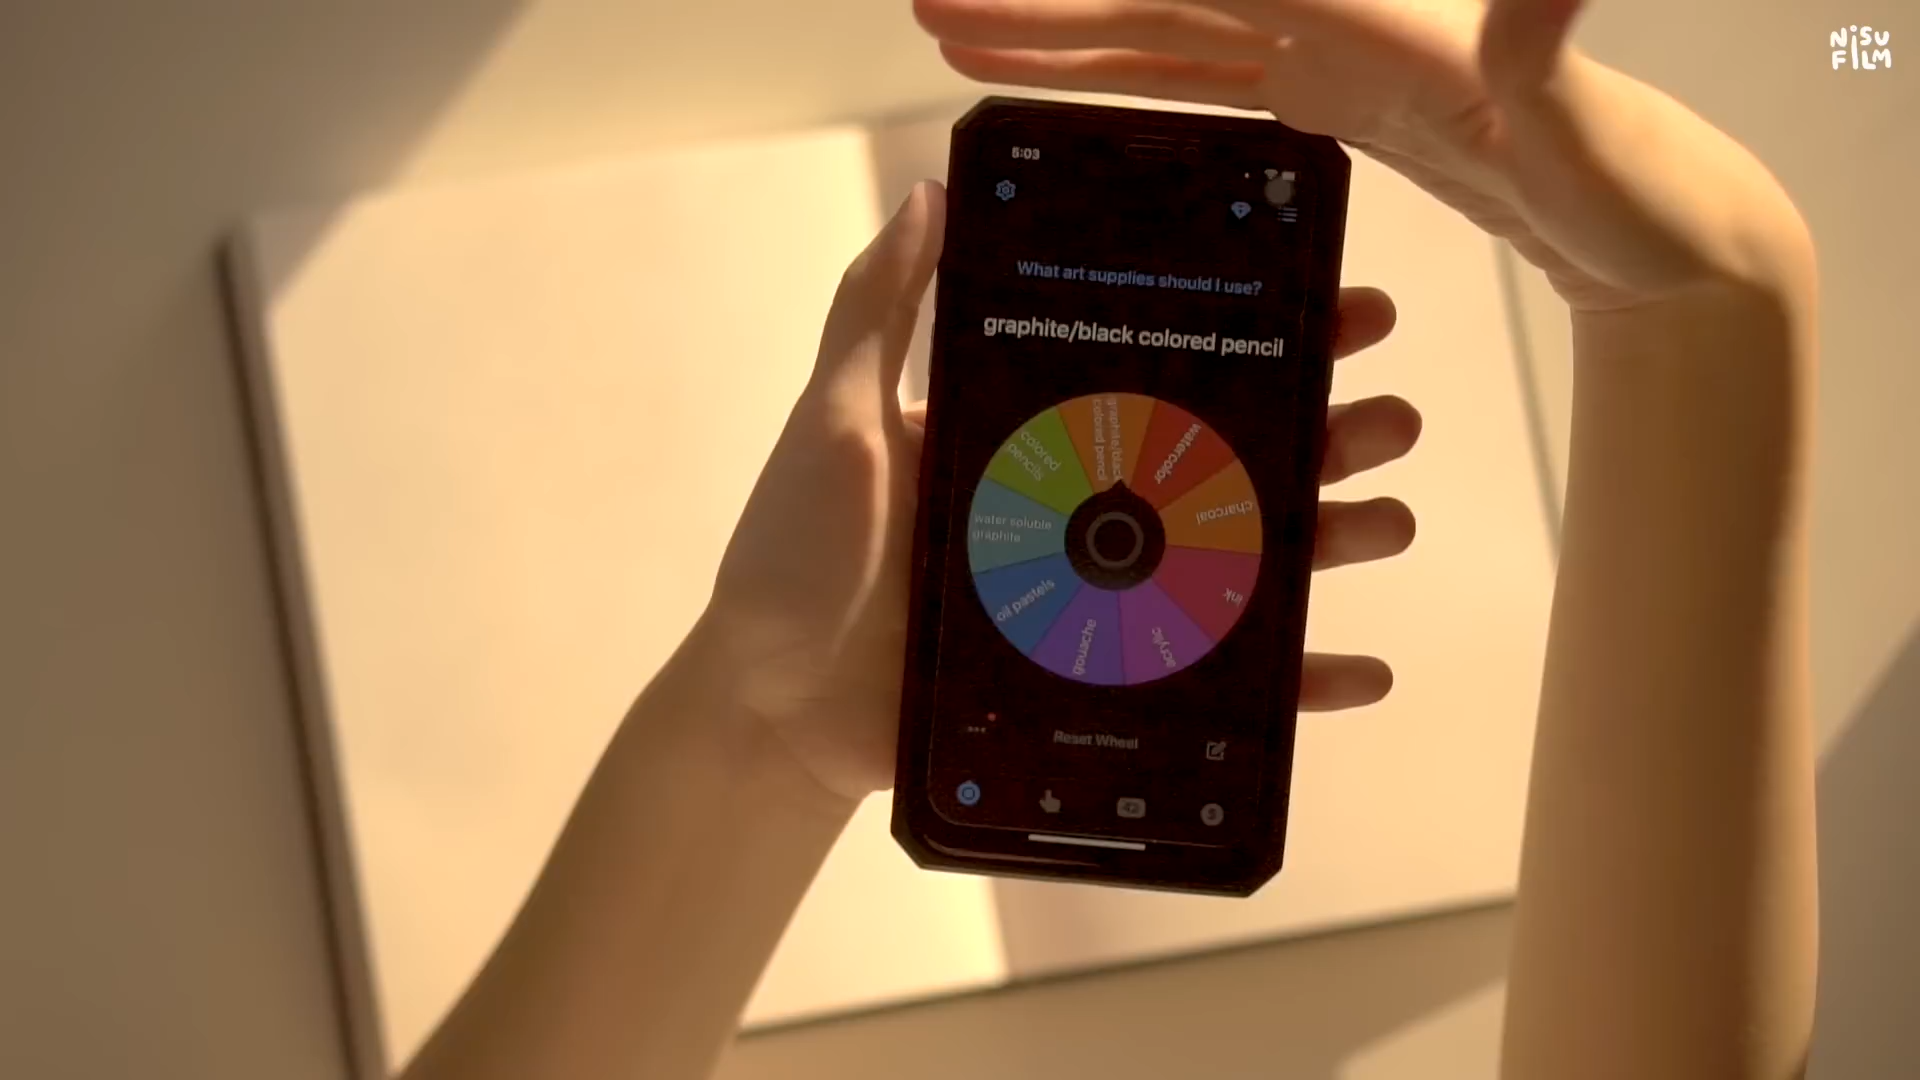 NiSU
FILM
5:03
What art supplies should I use?
graphite/black colored pencil
graphite/black
colored pencil
watercolor
charcoal
ink
acrylic
gouache
oil pastels
water soluble
graphite
colored
pencils
Reset Wheel
42
$